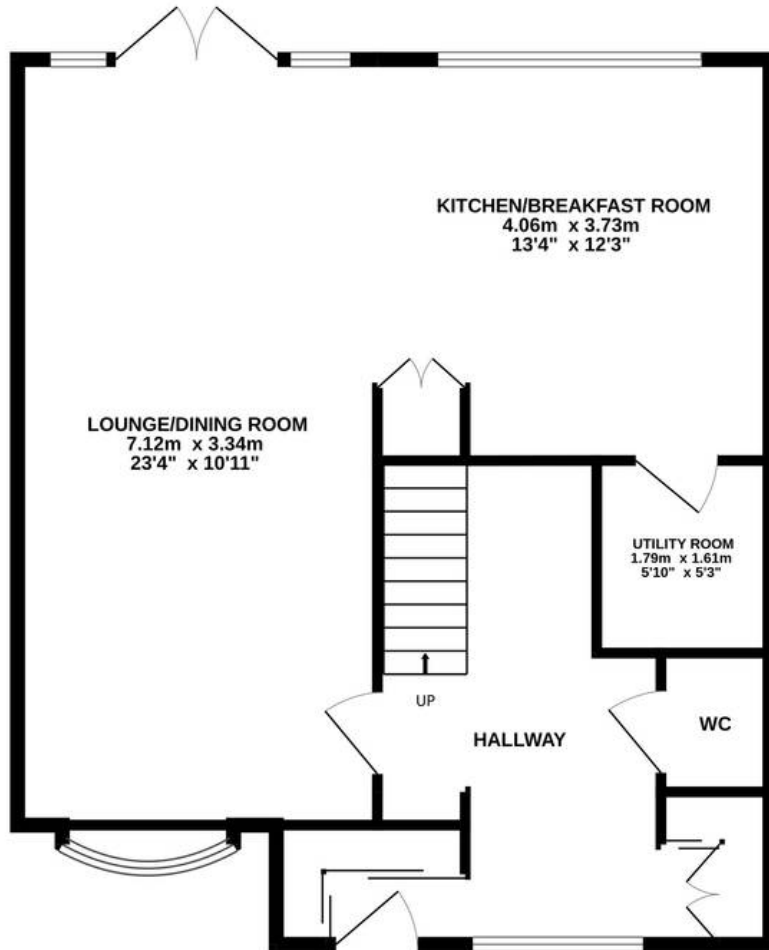 KITCHEN/BREAKFAST ROOM
4.06m x 3.73m
13'4" x 12'3"
LOUNGE/DINING ROOM
7.12m x 3.34m
23'4" x 10'11"
UTILITY ROOM
1.79m x 1.61m
5'10" x 5'3"
UP
HALLWAY
WC